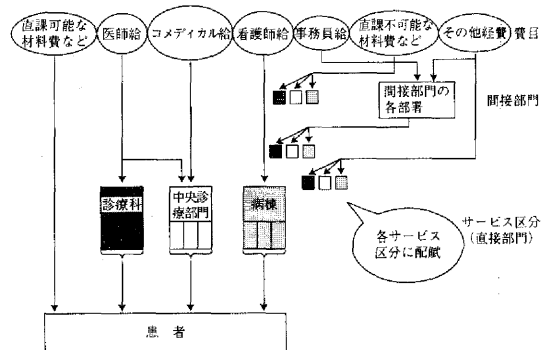 直課可能な
材料費など
医師給
コメディカル給
看護師給
事務員給
直課不可能な
材料費など
その他経費
費目
間接部門の
各部署
間接部門
診療科
中央診
療部門
病棟
各サービス
区分に配賦
サービス区分
(直接部門)
患者